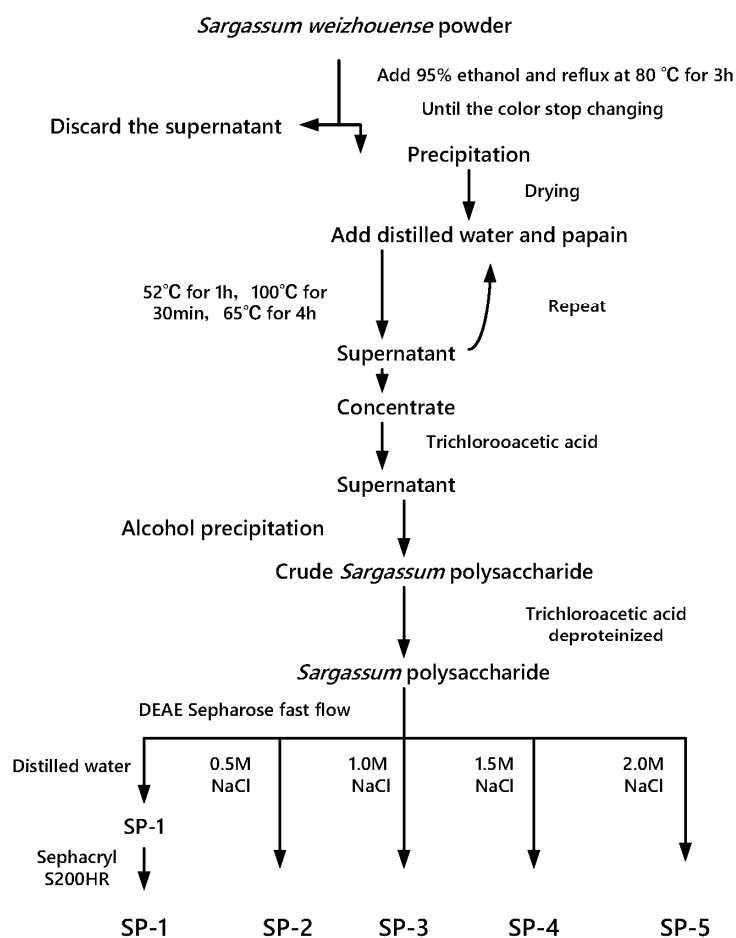 Sargassum weizhouense powder
Add 95% ethanol and reflux at 80 ℃ for 3h
Until the color stop changing
Discard the supernatant
Precipitation
Drying
Add distilled water and papain
52℃ for 1h, 100℃ for
30min, 65℃ for 4h
Repeat
Supernatant
Concentrate
Trichlorooacetic acid
Supernatant
Alcohol precipitation
Crude Sargassum polysaccharide
Trichloroacetic acid
deproteinized
Sargassum polysaccharide
DEAE Sepharose fast flow
Distilled water
0.5M
NaCl
1.0M
NaCl
1.5M
NaCl
2.0M
NaCl
SP-1
Sephacryl
S200HR
SP-1
SP-2
SP-3
SP-4
SP-5